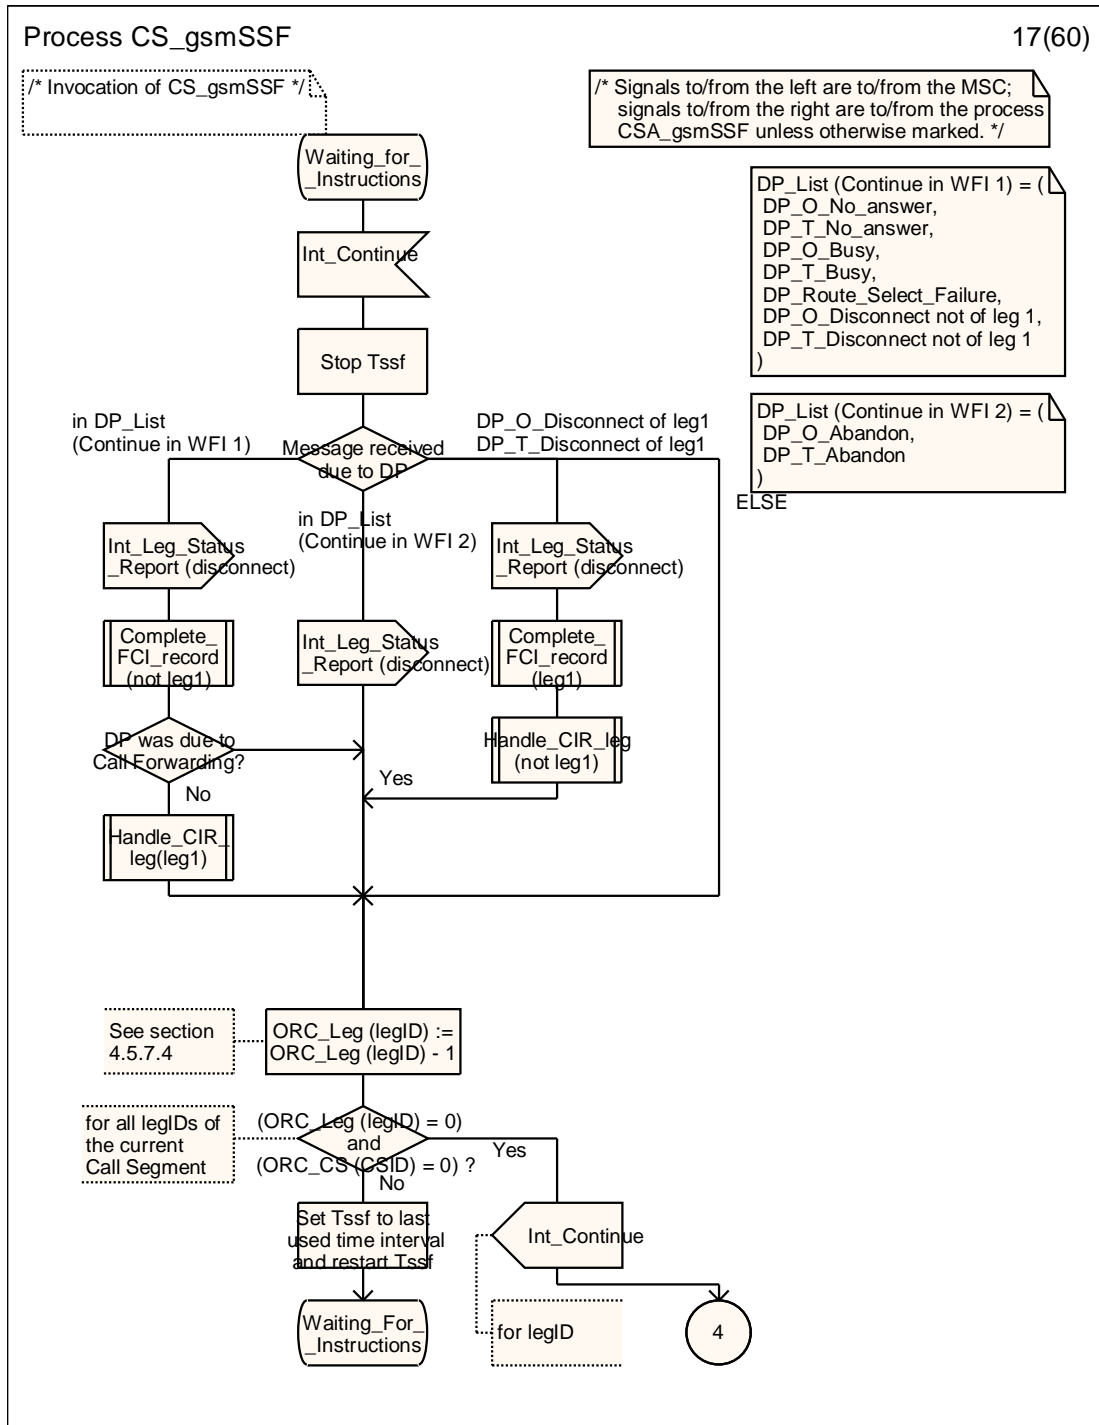 Process CS_gsmSSF
17(60)
/* Invocation of CS_gsmSSF */
/* Signals to/from the left are to/from the MSC;
signals to/from the right are to/from the process
CSA_gsmSSF unless otherwise marked. */
Waiting_for_
_Instructions
DP_List (Continue in WFI 1) = (
DP_O_No_answer,
DP_T_No_answer,
DP_O_Busy,
DP_T_Busy,
DP_Route_Select_Failure,
DP_O_Disconnect not of leg 1,
DP_T_Disconnect not of leg 1
)
Int_Continue
Stop Tssf
DP_List (Continue in WFI 2) = (
DP_O_Abandon,
DP_T_Abandon
)
in DP_List
(Continue in WFI 1)
Message received
due to DP
DP_O_Disconnect of leg1
DP_T_Disconnect of leg1
ELSE
in DP_List
(Continue in WFI 2)
Int_Leg_Status
_Report (disconnect)
Int_Leg_Status
_Report (disconnect)
Complete_
FCI_record
(not leg1)
Int_Leg_Status
_Report (disconnect)
Complete_
FCI_record
(leg1)
DP was due to
Call Forwarding?
Handle_CIR_leg
(not leg1)
Yes
No
Handle_CIR_
leg(leg1)
See section
4.5.7.4
ORC_Leg (legID) :=
ORC_Leg (legID) - 1
for all legIDs of
the current
Call Segment
(ORC_Leg (legID) = 0)
and
(ORC_CS (CSID) = 0) ?
Yes
No
Set Tssf to last
used time interval
and restart Tssf
Int_Continue
Waiting_For_
_Instructions
for legID
4